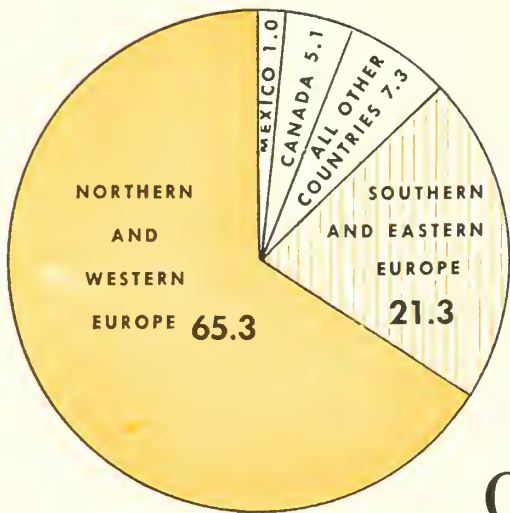 MEXICO 1.0
CANADA 5.1
ALL OTHER
COUNTRIES 7.3
SOUTHERN
AND EASTERN
EUROPE
21.3
NORTHERN
AND
WESTERN
EUROPE 65.3